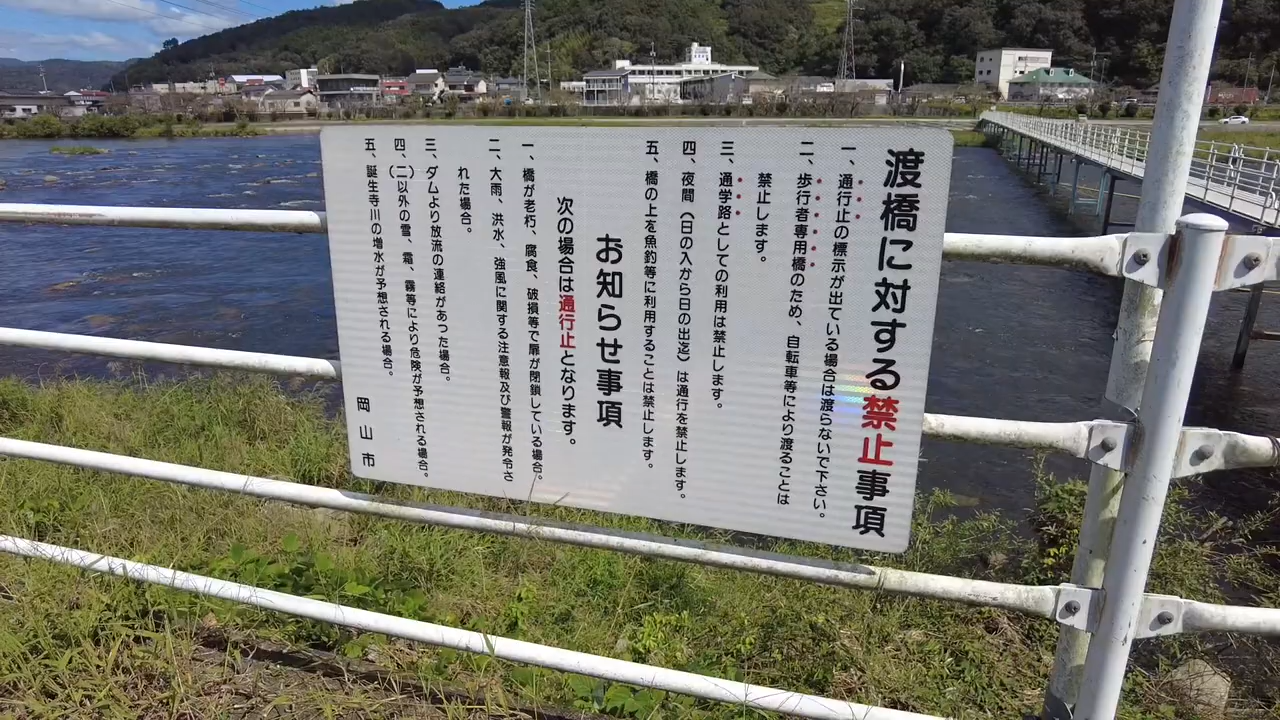 渡橋に対する禁止事項
一、通行止の標示が出ている場合は渡らないで下さい。
二、歩行者専用橋のため、自転車等により渡ることは
禁止します。
三、通学路としての利用は禁止します。
四、夜間(日の入から日の出迄)は通行を禁止します。
五、橋の上を魚釣等に利用することは禁止します。
お知らせ事項
次の場合は通行止となります。
一、橋が老朽、腐食、破損等で扉が閉鎖している場合。
二、大雨、洪水、強風に関する注意報及び警報が発令さ
れた場合。
三、ダムより放流の連絡があった場合。
四、(二)以外の雪、霜、霧等により危険が予想される場合。
五、誕生寺川の増水が予想される場合。
岡山市